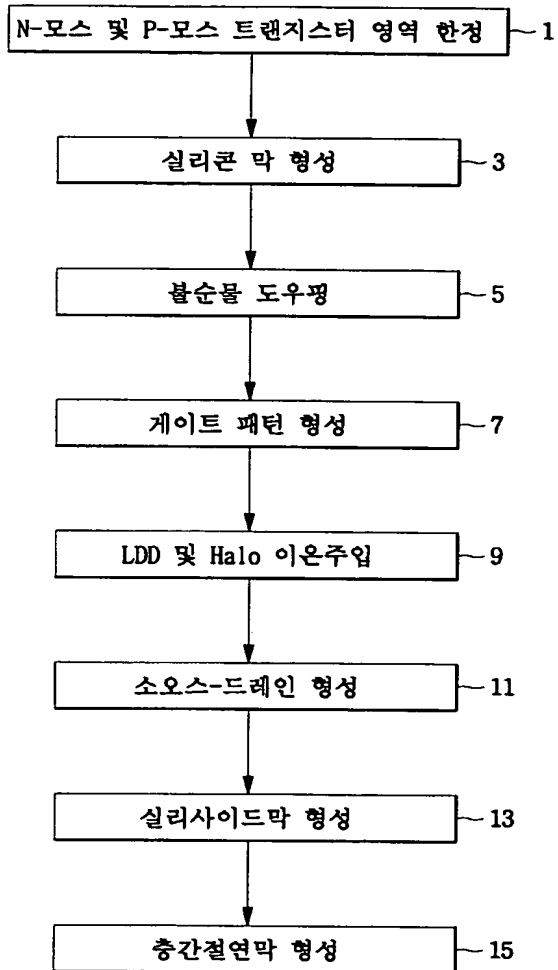 N-모스 및 P-모스 트랜지스터 영역 한정 1
실리콘 막 형성 3
불순물 도우핑 5
게이트 패턴 형성 7
LDD 및 Halo 이온주입 9
소오스-드레인 형성 11
실리사이드막 형성 13
층간절연막 형성 15